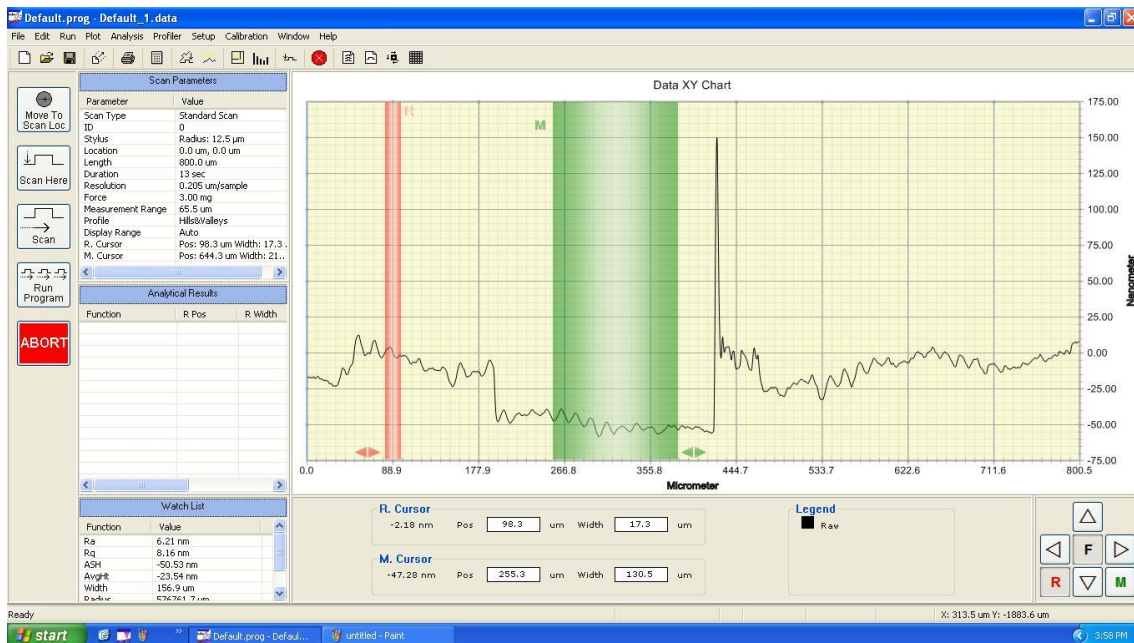 Default.prog - Default_1.data
File Edit Run Plot Analysis Profiler Setup Calibration Window Help
Move To
Scan Loc
Scan Here
Scan
Run
Program
ABORT
Scan Parameters
Parameter Value
Scan Type Standard Scan
ID 0
Stylus Radius: 12.5 µm
Location 0.0 um, 0.0 um
Length 800.0 um
Duration 13 sec
Resolution 0.205 um/sample
Force 3.00 mg
Measurement Range 65.5 um
Profile Hills&Valleys
Display Range Auto
R. Cursor Pos: 98.3 um Width: 17.3 .
M. Cursor Pos: 644.3 um Width: 21..
Analytical Results
Function R Pos R Width
Watch List
Function Value
Ra 6.21 nm
Rq 8.16 nm
ASH -50.53 nm
AvgHt -23.54 nm
Width 156.9 um
Radius 576761.7 um
Data XY Chart
R
M
175.00
150.00
125.00
100.00
75.00
50.00
25.00
0.00
-25.00
-50.00
-75.00
Nanometer
0.0 88.9 177.9 266.8 355.8 444.7 533.7 622.6 711.6 800.5
Micrometer
R. Cursor
-2.18 nm Pos 98.3 um Width 17.3 um
M. Cursor
-47.28 nm Pos 255.3 um Width 130.5 um
Legend
Raw
F
R M
Ready X: 313.5 um Y: -1883.6 um
start Default.prog - Defaul... untitled - Paint 3:58 PM